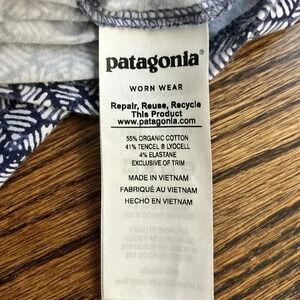 patagonia®
WORN WEAR
Repair, Reuse, Recycle
This Product
www.patagonia.com
55% ORGANIC COTTON
41% TENCEL® LYOCELL
4% ELASTANE
EXCLUSIVE OF TRIM
MADE IN VIETNAM
FABRIQUÉ AU VIETNAM
HECHO EN VIETNAM